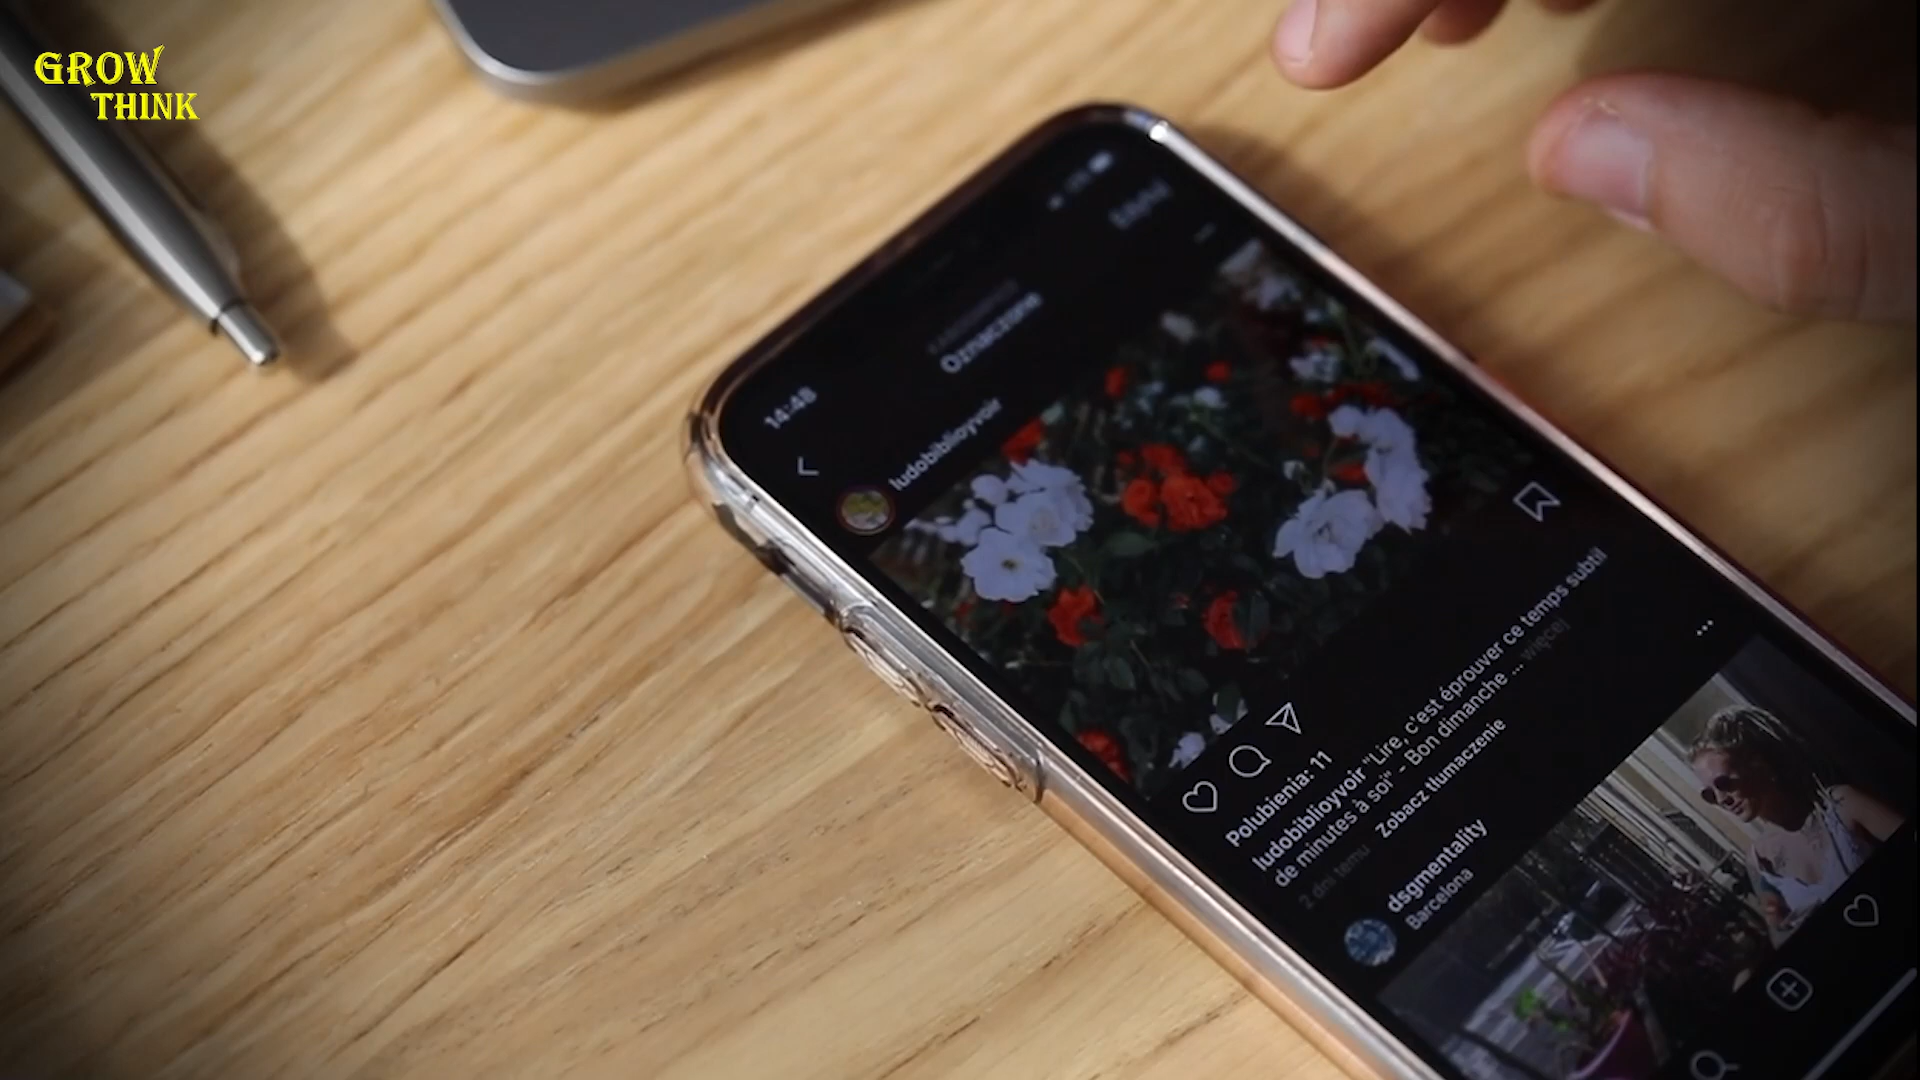 GROW
THINK
14:48
Oznaczone
ludobiblioyvoir
Polubienia: 11
ludobiblioyvoir "Lire, c'est éprouver ce temps subtil
de minutes à soi" - Bon dimanche ... więcej
2 dni temu Zobacz tłumaczenie
dsgmentality
Barcelona